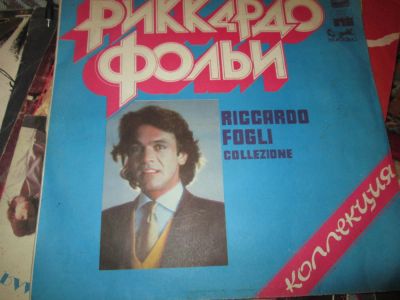 РИККАРДО
ФОЛЬИ
RICCARDO
FOGLI
COLLEZIONE
КОЛЛЕКЦИЯ